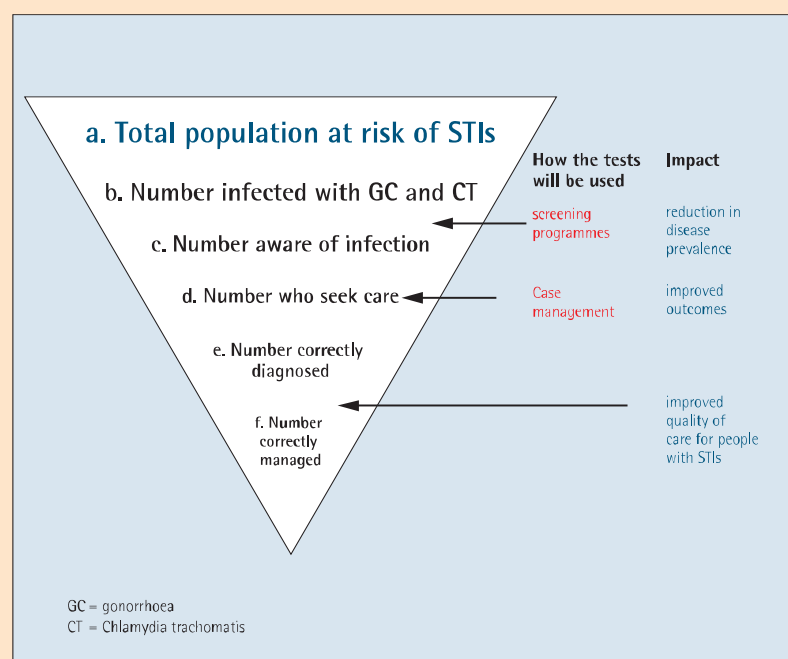 a. Total population at risk of STIs
b. Number infected with GC and CT
c. Number aware of infection
d. Number who seek care
e. Number correctly
diagnosed
f. Number
correctly
managed
How the tests
will be used
Impact
screening
programmes
reduction in
disease
prevalence
Case
management
improved
outcomes
improved
quality of
care for people
with STIs
GC = gonorrhoea
CT = Chlamydia trachomatis